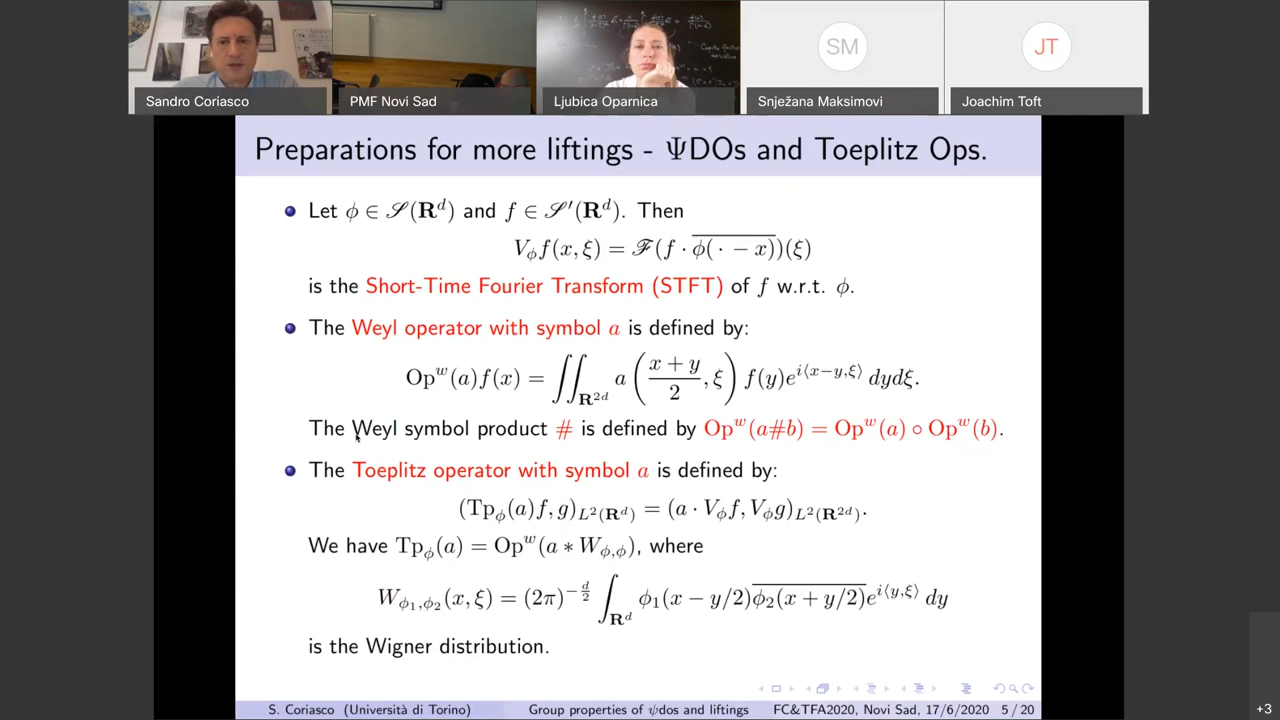 Sandro Coriasco
PMF Novi Sad
Ljubica Oparnica
SM
Snježana Maksimovi
JT
Joachim Toft
Preparations for more liftings - ΨDOs and Toeplitz Ops.
Let ϕ ∈ 𝒮(R^d) and f ∈ 𝒮′(R^d). Then
V_ϕ f(x, ξ) = ℱ(f · \overline{ϕ(· − x)})(ξ)
is the Short-Time Fourier Transform (STFT) of f w.r.t. ϕ.
The Weyl operator with symbol a is defined by:
Op^w(a)f(x) = ∬_{R^{2d}} a((x + y)/2, ξ) f(y)e^{i⟨x−y,ξ⟩} dydξ.
The Weyl symbol product # is defined by Op^w(a#b) = Op^w(a) ∘ Op^w(b).
The Toeplitz operator with symbol a is defined by:
(Tp_ϕ(a)f, g)_{L^2(R^d)} = (a · V_ϕ f, V_ϕ g)_{L^2(R^{2d})}.
We have Tp_ϕ(a) = Op^w(a ∗ W_{ϕ,ϕ}), where
W_{ϕ_1,ϕ_2}(x, ξ) = (2π)^{−d/2} ∫_{R^d} ϕ_1(x − y/2)\overline{ϕ_2(x + y/2)}e^{i⟨y,ξ⟩} dy
is the Wigner distribution.
S. Coriasco (Università di Torino) Group properties of ψdos and liftings FC&TFA2020, Novi Sad, 17/6/2020 5 / 20
+3